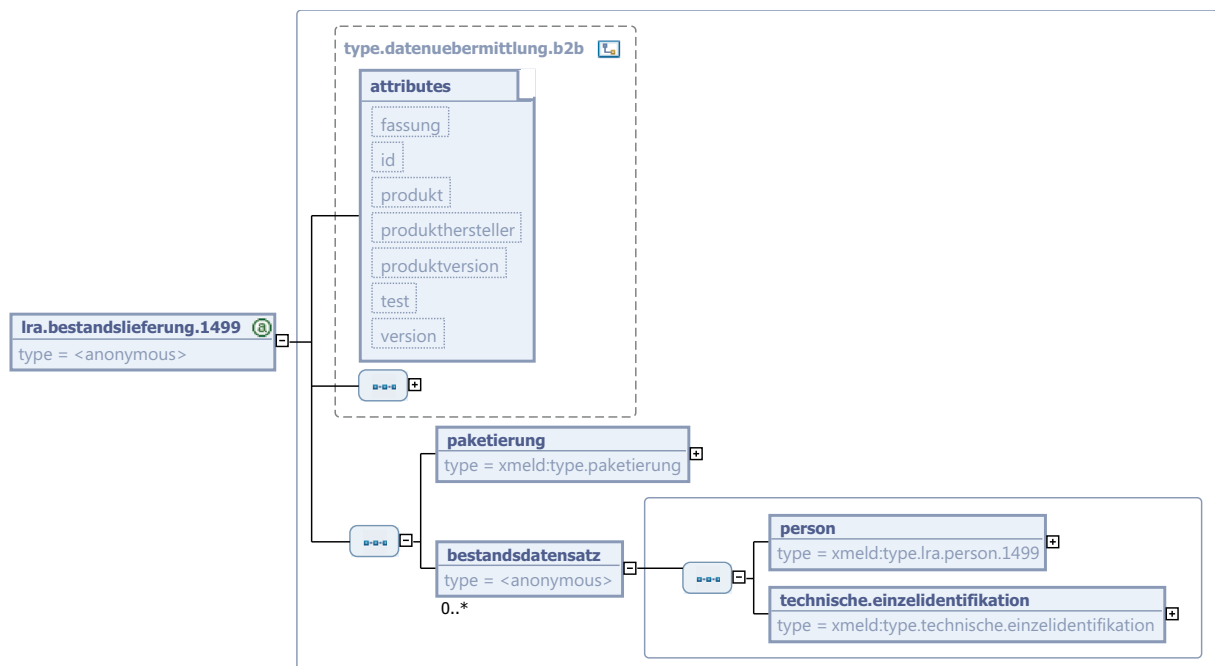 type.datenuebermittlung.b2b
attributes
fassung
id
produkt
produkthersteller
produktversion
test
version
lra.bestandslieferung.1499 a
type = <anonymous>
paketierung
type = xmeld:type.paketierung
bestandsdatensatz
type = <anonymous>
0..*
person
type = xmeld:type.lra.person.1499
technische.einzelidentifikation
type = xmeld:type.technische.einzelidentifikation